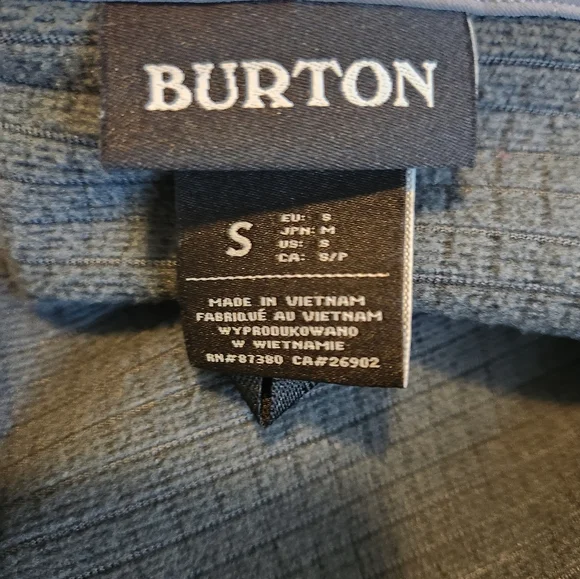 BURTON
S
EU: S
JPN: M
US: S
CA: S/P
MADE IN VIETNAM
FABRIQUÉ AU VIETNAM
WYPRODUKOWANO
W WIETNAMIE
RN#87380 CA#26902